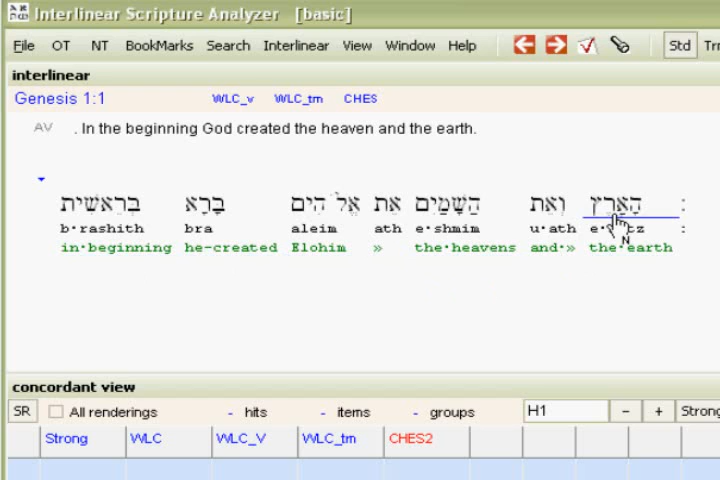 Interlinear Scripture Analyzer [basic]
File OT NT BookMarks Search Interlinear View Window Help Std
interlinear
Genesis 1:1 WLC_v WLC_tm CHES
AV . In the beginning God created the heaven and the earth.
בְּרֵאשִׁית בָּרָא אֱלֹהִים אֵת הַשָּׁמַיִם וְאֵת הָאָרֶץ :
b·rashith bra aleim ath e·shmim u·ath :
in·beginning he-created Elohim » the·heavens and·» the·earth
concordant view
SR All renderings - hits - items - groups H1 - + Strong
Strong WLC WLC_V WLC_tm CHES2